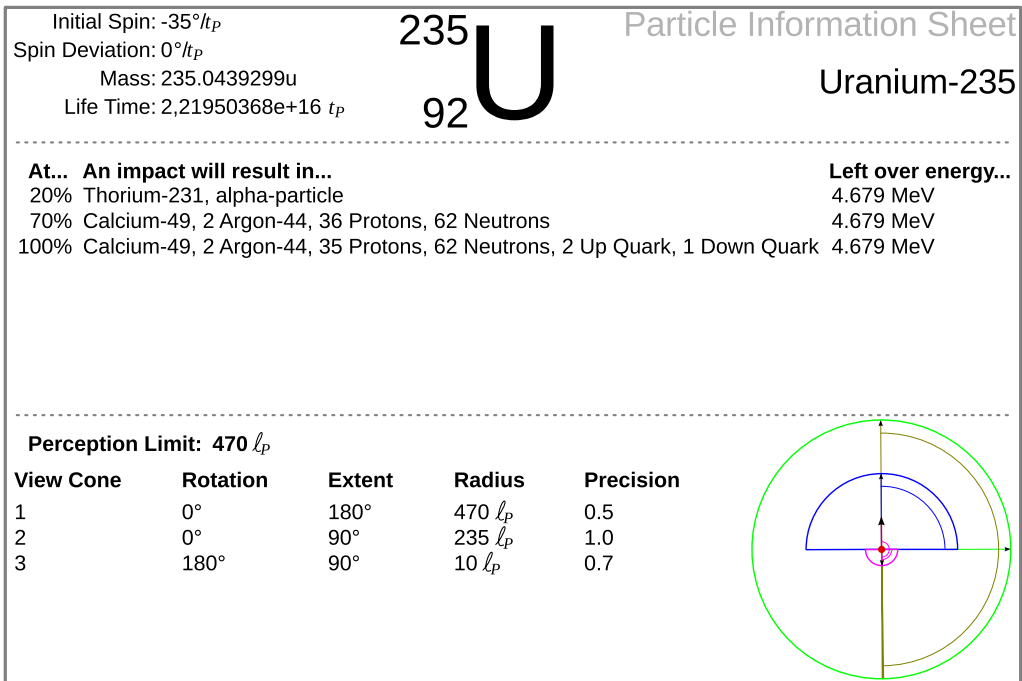 Initial Spin: -35°/tP
Spin Deviation: 0°/tP
Mass: 235.0439299u
Life Time: 2,21950368e+16 tP
235
92
U
Particle Information Sheet
Uranium-235
At... An impact will result in... Left over energy...
20% Thorium-231, alpha-particle 4.679 MeV
70% Calcium-49, 2 Argon-44, 36 Protons, 62 Neutrons 4.679 MeV
100% Calcium-49, 2 Argon-44, 35 Protons, 62 Neutrons, 2 Up Quark, 1 Down Quark 4.679 MeV
Perception Limit: 470 ℓP
View Cone Rotation Extent Radius Precision
1 0° 180° 470 ℓP 0.5
2 0° 90° 235 ℓP 1.0
3 180° 90° 10 ℓP 0.7